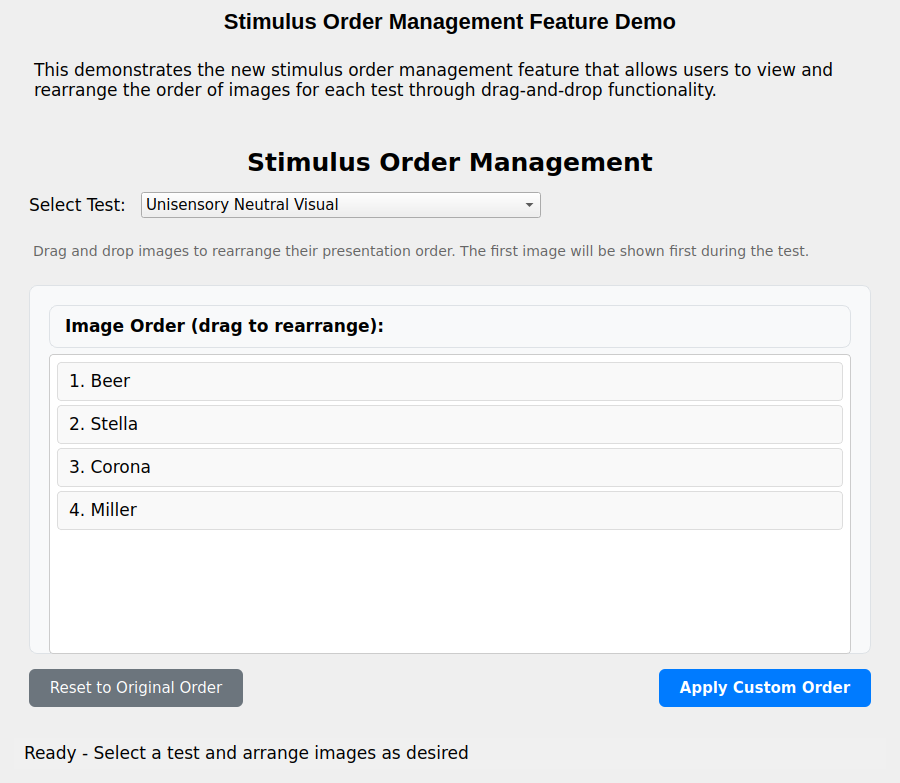 Stimulus Order Management Feature Demo
This demonstrates the new stimulus order management feature that allows users to view and
rearrange the order of images for each test through drag-and-drop functionality.
Stimulus Order Management
Select Test: Unisensory Neutral Visual
Drag and drop images to rearrange their presentation order. The first image will be shown first during the test.
Image Order (drag to rearrange):
1. Beer
2. Stella
3. Corona
4. Miller
Reset to Original Order Apply Custom Order
Ready - Select a test and arrange images as desired